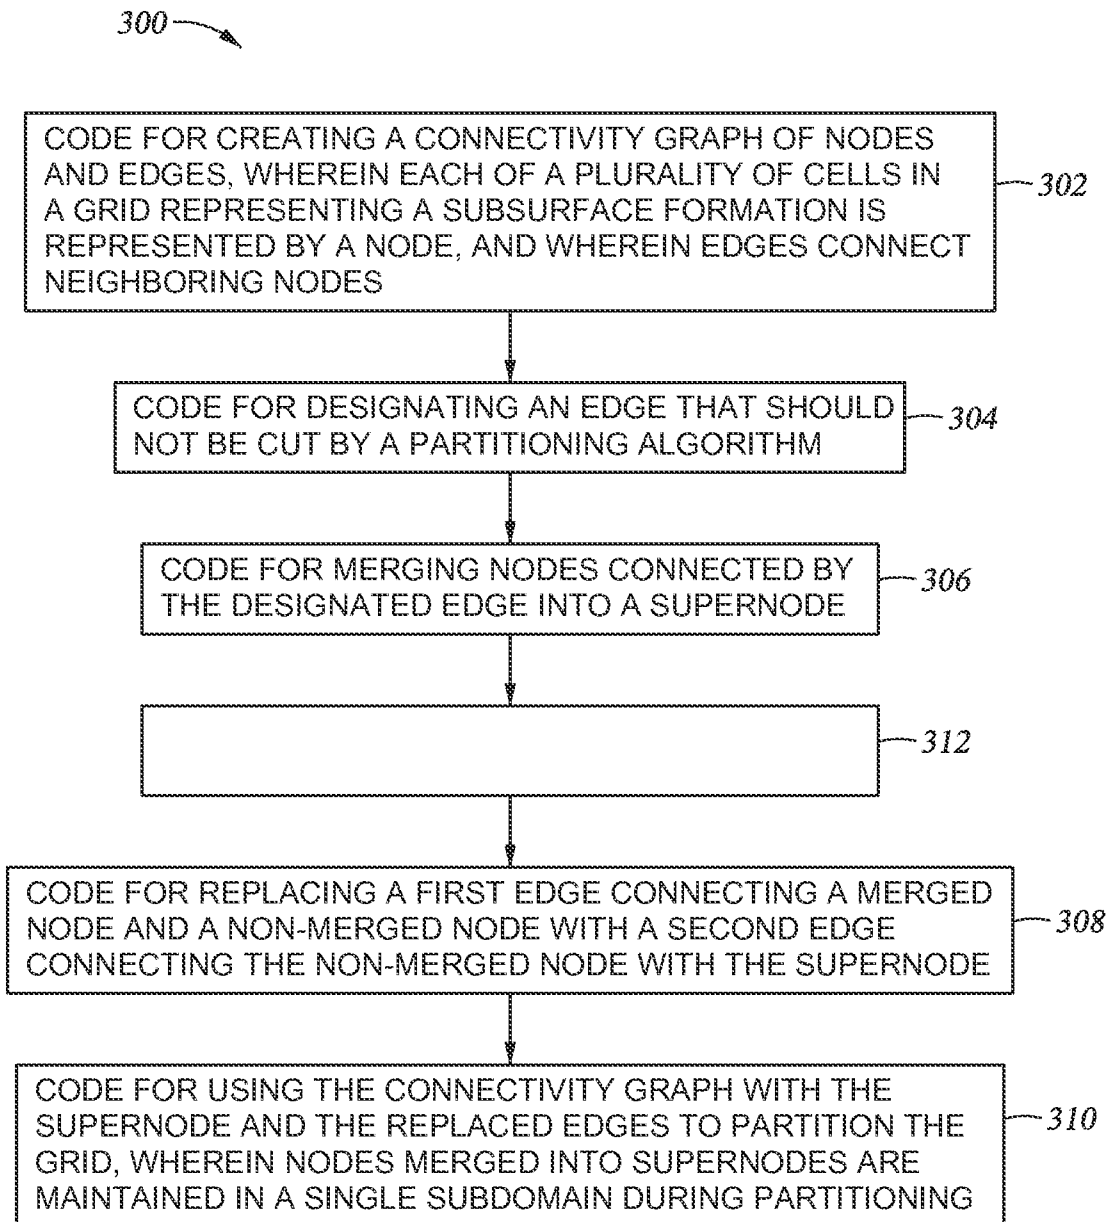 300
CODE FOR CREATING A CONNECTIVITY GRAPH OF NODES
AND EDGES, WHEREIN EACH OF A PLURALITY OF CELLS IN
A GRID REPRESENTING A SUBSURFACE FORMATION IS
REPRESENTED BY A NODE, AND WHEREIN EDGES CONNECT
NEIGHBORING NODES
302
CODE FOR DESIGNATING AN EDGE THAT SHOULD
NOT BE CUT BY A PARTITIONING ALGORITHM
304
CODE FOR MERGING NODES CONNECTED BY
THE DESIGNATED EDGE INTO A SUPERNODE
306
312
CODE FOR REPLACING A FIRST EDGE CONNECTING A MERGED
NODE AND A NON-MERGED NODE WITH A SECOND EDGE
CONNECTING THE NON-MERGED NODE WITH THE SUPERNODE
308
CODE FOR USING THE CONNECTIVITY GRAPH WITH THE
SUPERNODE AND THE REPLACED EDGES TO PARTITION THE
GRID, WHEREIN NODES MERGED INTO SUPERNODES ARE
MAINTAINED IN A SINGLE SUBDOMAIN DURING PARTITIONING
310